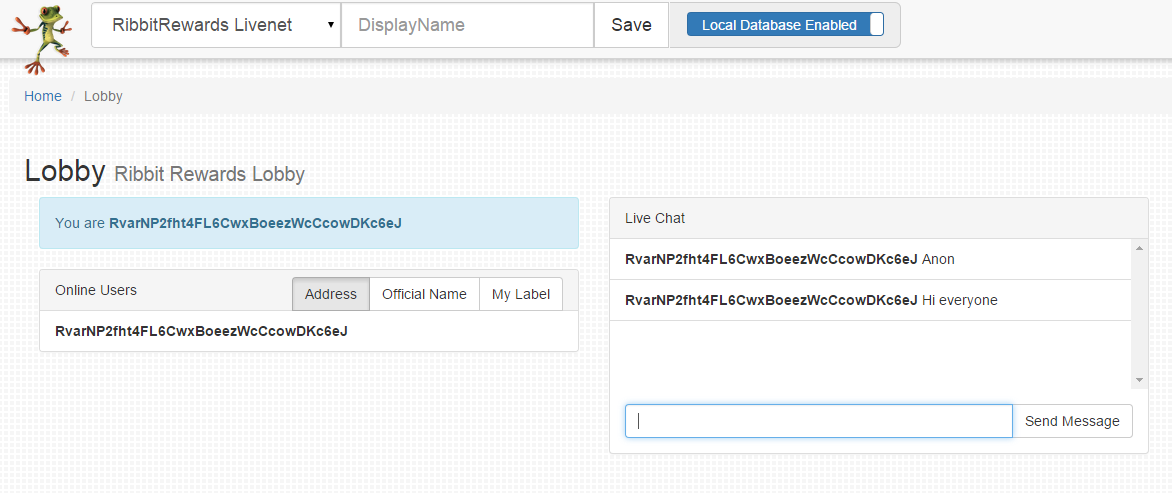 RibbitRewards Livenet DisplayName Save Local Database Enabled
Home / Lobby
Lobby Ribbit Rewards Lobby
You are RvarNP2fht4FL6CwxBoeezWcCcowDKc6eJ
Online Users Address Official Name My Label
RvarNP2fht4FL6CwxBoeezWcCcowDKc6eJ
Live Chat
RvarNP2fht4FL6CwxBoeezWcCcowDKc6eJ Anon
RvarNP2fht4FL6CwxBoeezWcCcowDKc6eJ Hi everyone
Send Message